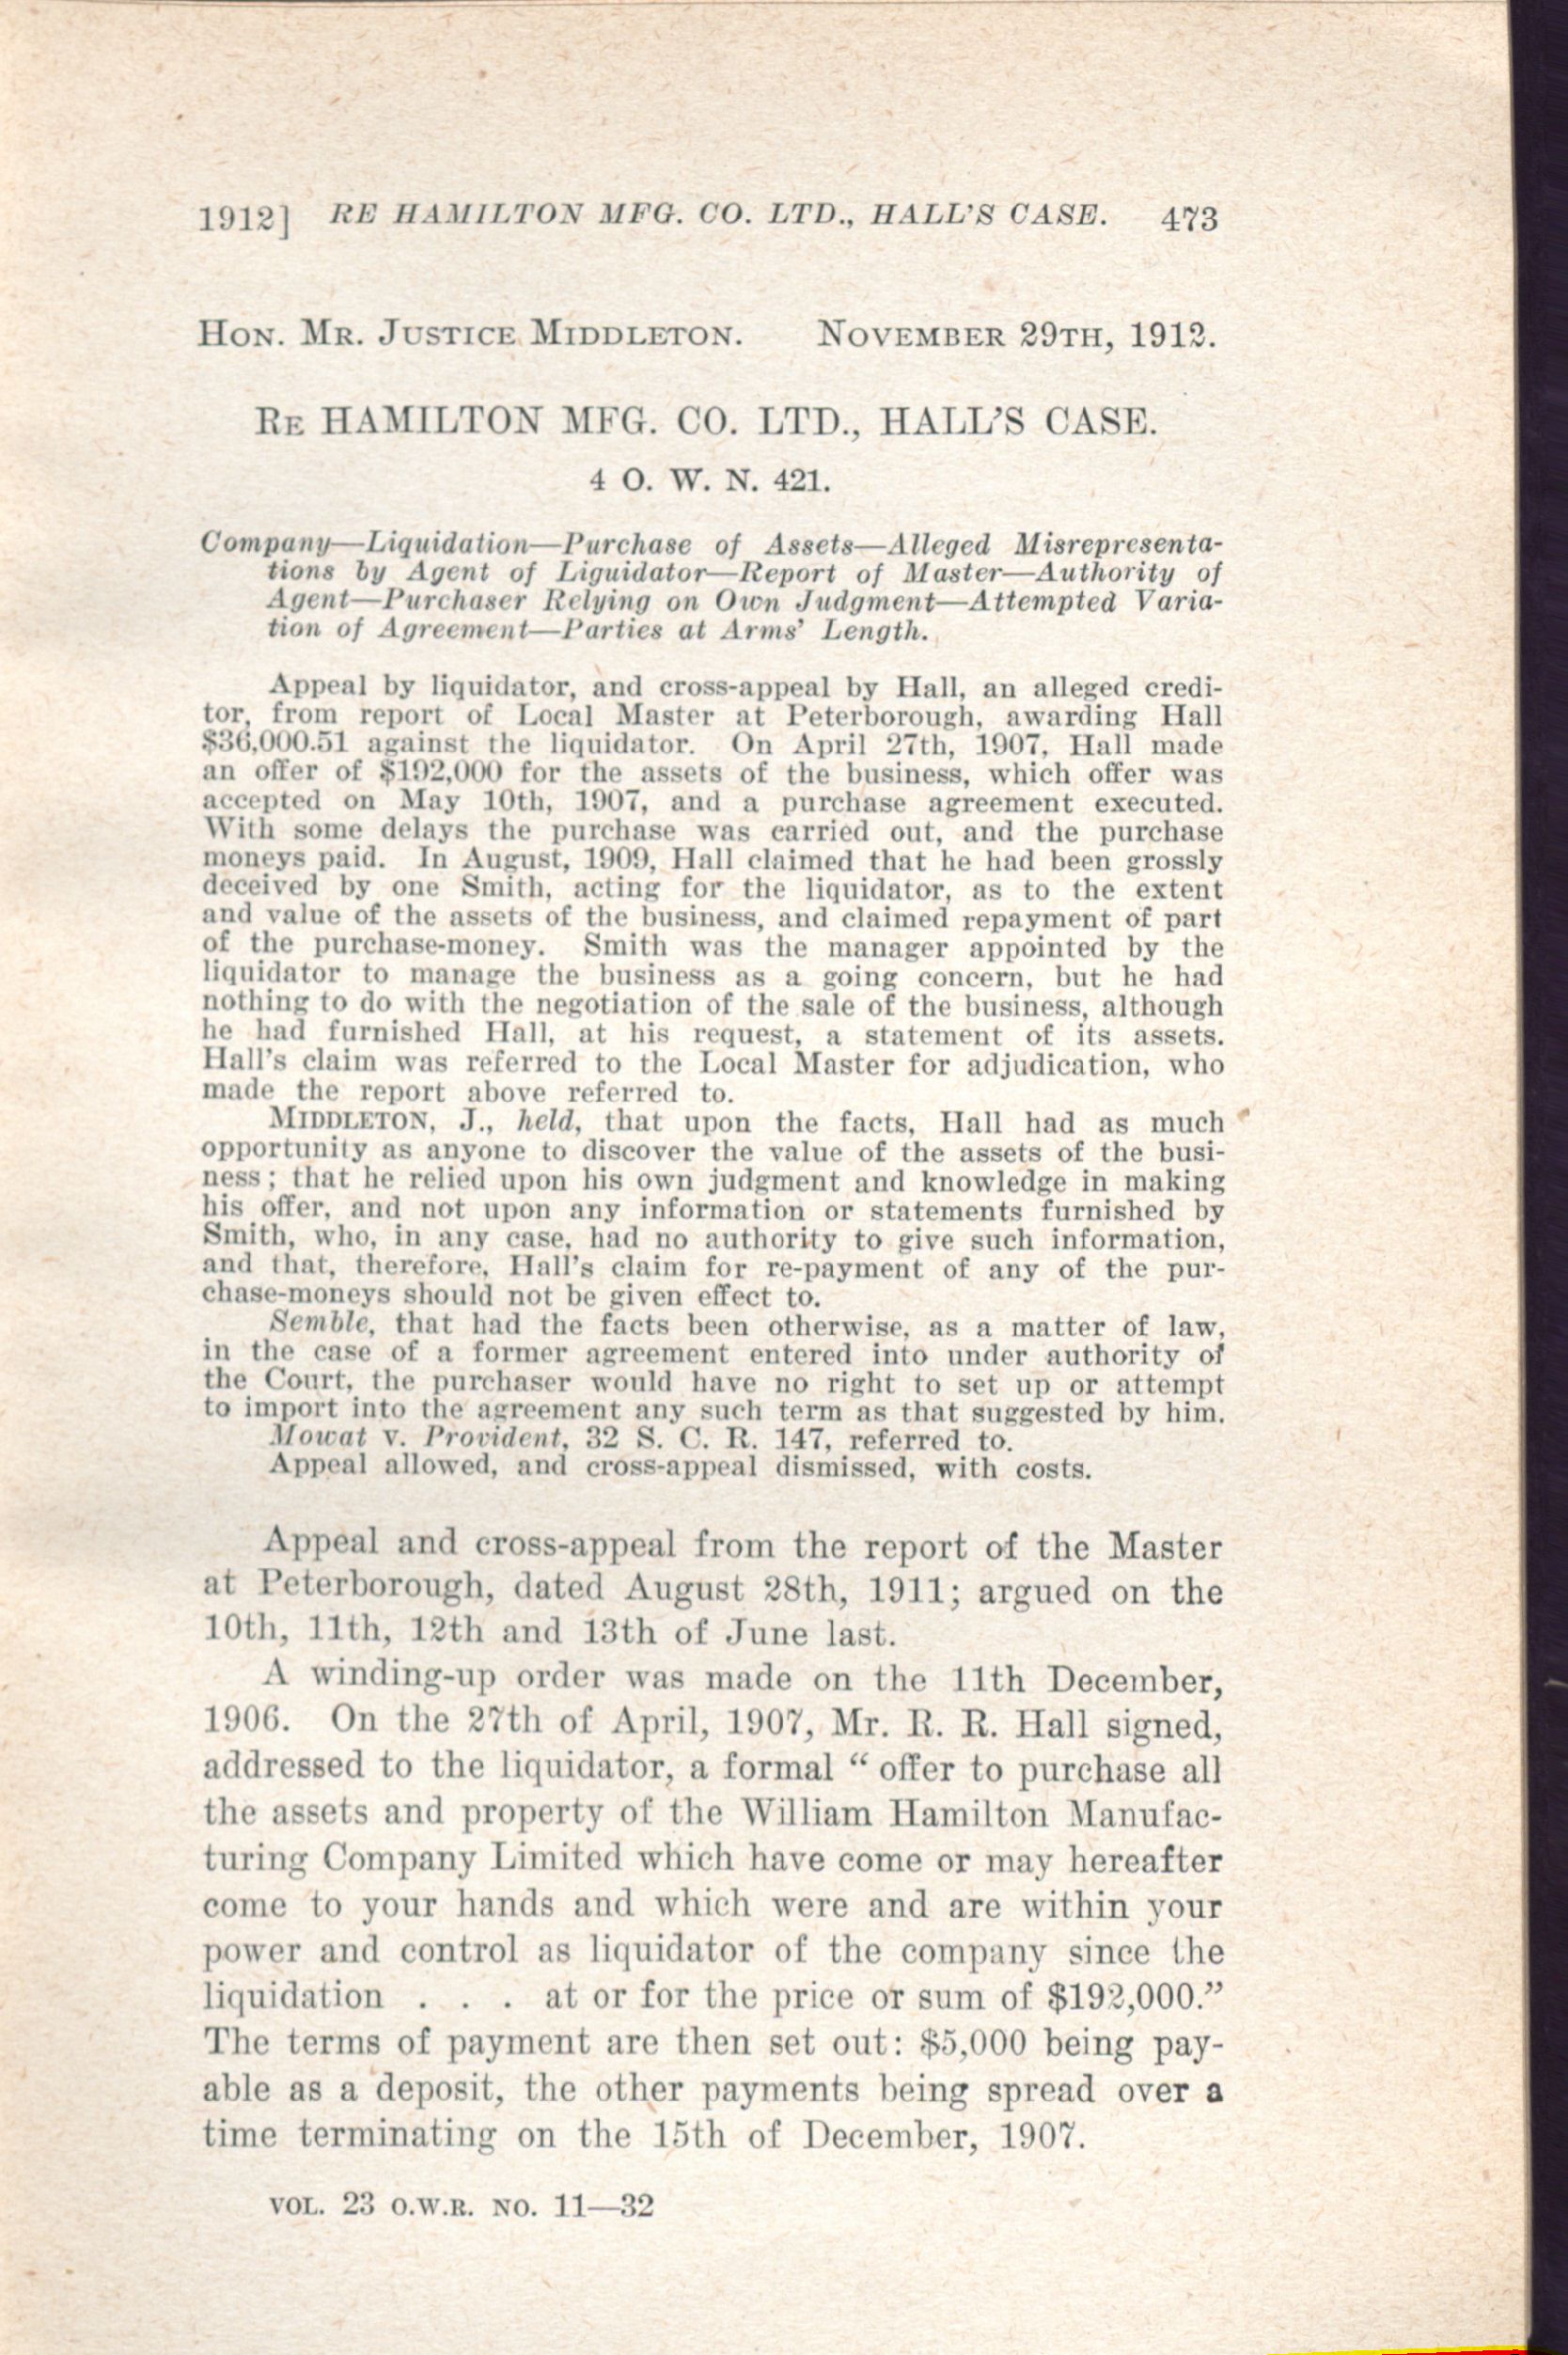 1912] RE HAMILTON MFG. CO. LTD., HALL'S CASE. 473
HON. MR. JUSTICE MIDDLETON. NOVEMBER 29TH, 1912.
RE HAMILTON MFG. CO. LTD., HALL'S CASE.
4 O. W. N. 421.
Company—Liquidation—Purchase of Assets—Alleged Misrepresenta-
tions by Agent of Liguidator—Report of Master—Authority of
Agent—Purchaser Relying on Own Judgment—Attempted Varia-
tion of Agreement—Parties at Arms' Length.
Appeal by liquidator, and cross-appeal by Hall, an alleged credi-
tor, from report of Local Master at Peterborough, awarding Hall
$36,000.51 against the liquidator. On April 27th, 1907, Hall made
an offer of $192,000 for the assets of the business, which offer was
accepted on May 10th, 1907, and a purchase agreement executed.
With some delays the purchase was carried out, and the purchase
moneys paid. In August, 1909, Hall claimed that he had been grossly
deceived by one Smith, acting for the liquidator, as to the extent
and value of the assets of the business, and claimed repayment of part
of the purchase-money. Smith was the manager appointed by the
liquidator to manage the business as a going concern, but he had
nothing to do with the negotiation of the sale of the business, although
he had furnished Hall, at his request, a statement of its assets.
Hall's claim was referred to the Local Master for adjudication, who
made the report above referred to.
MIDDLETON, J., held, that upon the facts, Hall had as much
opportunity as anyone to discover the value of the assets of the busi-
ness; that he relied upon his own judgment and knowledge in making
his offer, and not upon any information or statements furnished by
Smith, who, in any case, had no authority to give such information,
and that, therefore, Hall's claim for re-payment of any of the pur-
chase-moneys should not be given effect to.
Semble, that had the facts been otherwise, as a matter of law,
in the case of a former agreement entered into under authority of
the Court, the purchaser would have no right to set up or attempt
to import into the agreement any such term as that suggested by him.
Mowat v. Provident, 32 S. C. R. 147, referred to.
Appeal allowed, and cross-appeal dismissed, with costs.
Appeal and cross-appeal from the report of the Master
at Peterborough, dated August 28th, 1911; argued on the
10th, 11th, 12th and 13th of June last.
A winding-up order was made on the 11th December,
1906. On the 27th of April, 1907, Mr. R. R. Hall signed,
addressed to the liquidator, a formal " offer to purchase all
the assets and property of the William Hamilton Manufac-
turing Company Limited which have come or may hereafter
come to your hands and which were and are within your
power and control as liquidator of the company since the
liquidation . . . at or for the price or sum of $192,000."
The terms of payment are then set out: $5,000 being pay-
able as a deposit, the other payments being spread over a
time terminating on the 15th of December, 1907.
VOL. 23 O.W.R. NO. 11—32